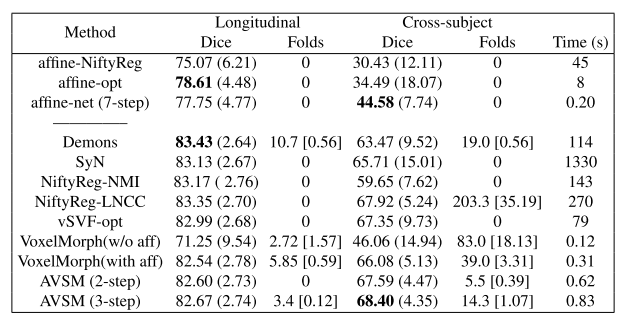 Method Longitudinal Cross-subject
Dice Folds Dice Folds Time (s)
affine-NiftyReg 75.07 (6.21) 0 30.43 (12.11) 0 45
affine-opt 78.61 (4.48) 0 34.49 (18.07) 0 8
affine-net (7-step) 77.75 (4.77) 0 44.58 (7.74) 0 0.20
Demons 83.43 (2.64) 10.7 [0.56] 63.47 (9.52) 19.0 [0.56] 114
SyN 83.13 (2.67) 0 65.71 (15.01) 0 1330
NiftyReg-NMI 83.17 ( 2.76) 0 59.65 (7.62) 0 143
NiftyReg-LNCC 83.35 (2.70) 0 67.92 (5.24) 203.3 [35.19] 270
vSVF-opt 82.99 (2.68) 0 67.35 (9.73) 0 79
VoxelMorph(w/o aff) 71.25 (9.54) 2.72 [1.57] 46.06 (14.94) 83.0 [18.13] 0.12
VoxelMorph(with aff) 82.54 (2.78) 5.85 [0.59] 66.08 (5.13) 39.0 [3.31] 0.31
AVSM (2-step) 82.60 (2.73) 0 67.59 (4.47) 5.5 [0.39] 0.62
AVSM (3-step) 82.67 (2.74) 3.4 [0.12] 68.40 (4.35) 14.3 [1.07] 0.83